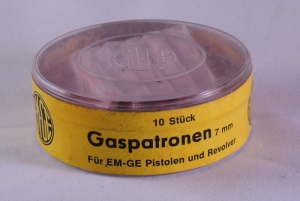 10 Stück
Gaspatronen 7 mm
Für EM-GE Pistolen und Revolver